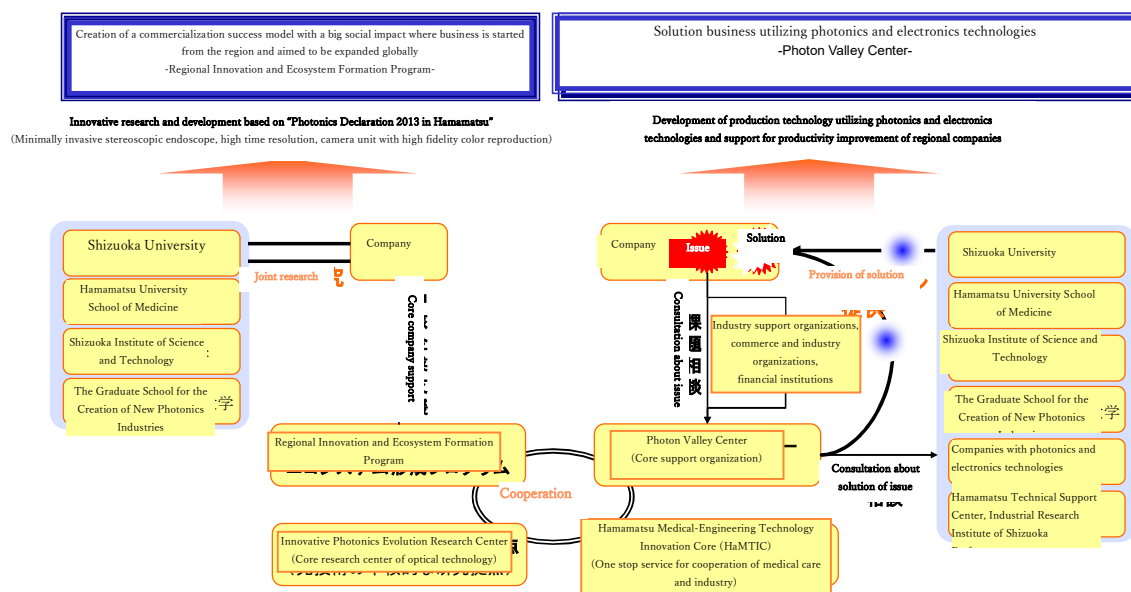 Creation of a commercialization success model with a big social impact where business is started
from the region and aimed to be expanded globally
-Regional Innovation and Ecosystem Formation Program-
Solution business utilizing photonics and electronics technologies
-Photon Valley Center-
Innovative research and development based on “Photonics Declaration 2013 in Hamamatsu”
(Minimally invasive stereoscopic endoscope, high time resolution, camera unit with high fidelity color reproduction)
Development of production technology utilizing photonics and electronics
technologies and support for productivity improvement of regional companies
Shizuoka University
Hamamatsu University
School of Medicine
Shizuoka Institute of Science
and Technology
The Graduate School for the
Creation of New Photonics
Industries
学
Joint research
Company
Core company support
Company
Issue
Solution
Provision of solution
Consultation about issue
課題相談
Industry support organizations,
commerce and industry
organizations,
financial institutions
Shizuoka University
Hamamatsu University School
of Medicine
Shizuoka Institute of Science and
Technology
The Graduate School for the
Creation of New Photonics
学
Companies with photonics and
electronics technologies
Hamamatsu Technical Support
Center, Industrial Research
Institute of Shizuoka
Consultation about
solution of issue
Regional Innovation and Ecosystem Formation
Program
Photon Valley Center
(Core support organization)
Cooperation
Innovative Photonics Evolution Research Center
(Core research center of optical technology)
Hamamatsu Medical-Engineering Technology
Innovation Core (HaMTIC)
(One stop service for cooperation of medical care
and industry)